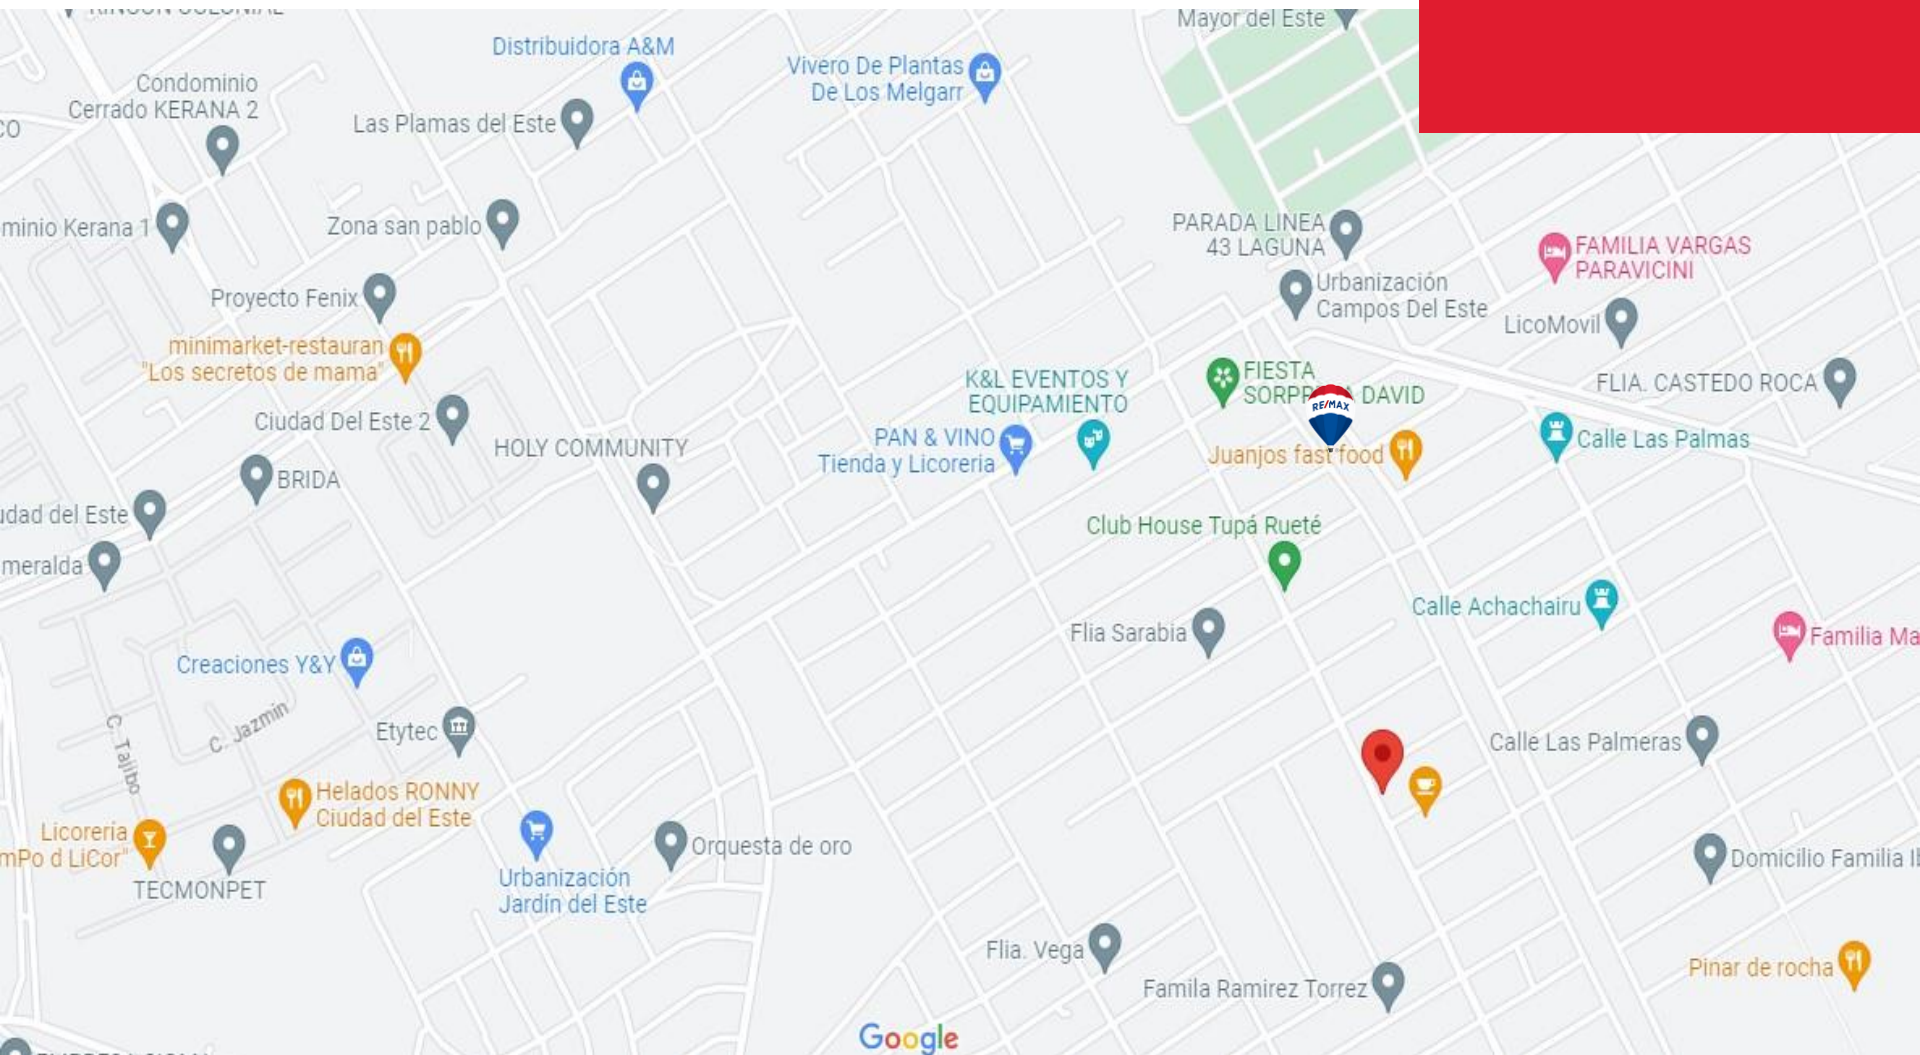 Mayor del Este
Distribuidora A&M
Vivero De Plantas
De Los Melgarr
Condominio
Cerrado KERANA 2
CO
Las Plamas del Este
minio Kerana 1
Zona san pablo
PARADA LINEA
43 LAGUNA
FAMILIA VARGAS
PARAVICINI
Urbanización
Campos Del Este
Proyecto Fenix
LicoMovil
minimarket-restauran
"Los secretos de mama"
K&L EVENTOS Y
EQUIPAMIENTO
FIESTA
DAVID
RE/MAX
FLIA. CASTEDO ROCA
Ciudad Del Este 2
HOLY COMMUNITY
PAN & VINO
Tienda y Licoreria
Juanjos fast food
Calle Las Palmas
BRIDA
udad del Este
Club House Tupá Rueté
meralda
Calle Achachairu
Flia Sarabia
Familia Ma
Creaciones Y&Y
C. Jazmin
C. Tajibo
Etytec
Calle Las Palmeras
Helados RONNY
Ciudad del Este
Licorería
mPo d LiCor"
TECMONPET
Orquesta de oro
Domicilio Familia
Urbanización
Jardín del Este
Flia. Vega
Famila Ramirez Torrez
Pinar de rocha
Google